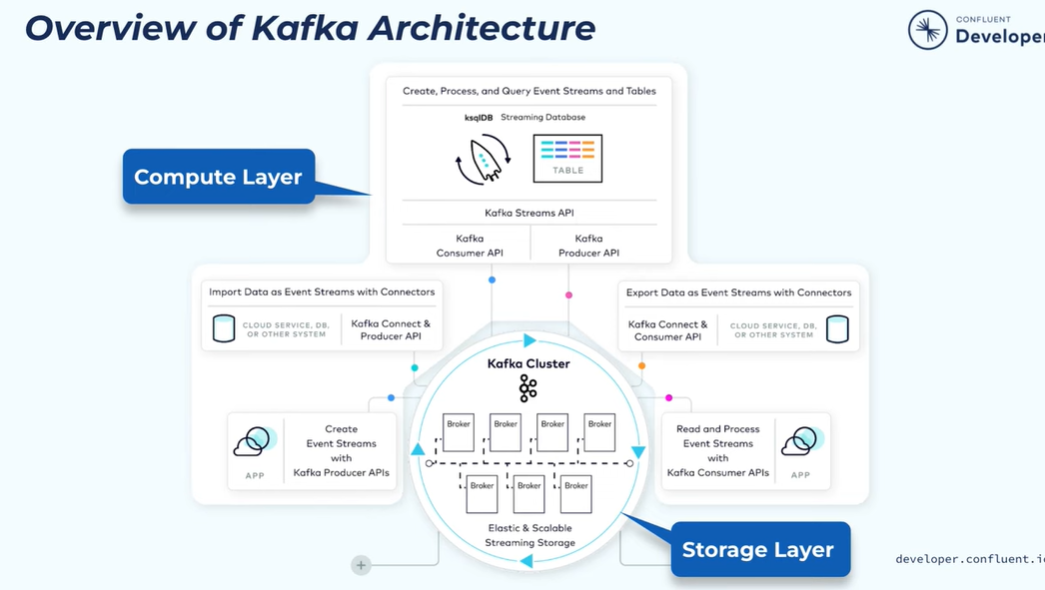 Overview of Kafka Architecture
CONFLUENT
Developer
Create, Process, and Query Event Streams and Tables
ksqlDB Streaming Database
TABLE
Compute Layer
Kafka Streams API
Kafka
Consumer API
Kafka
Producer API
Import Data as Event Streams with Connectors
CLOUD SERVICE, DB,
OR OTHER SYSTEM
Kafka Connect &
Producer API
Export Data as Event Streams with Connectors
Kafka Connect &
Consumer API
CLOUD SERVICE, DB,
OR OTHER SYSTEM
Kafka Cluster
Broker Broker Broker Broker
Broker Broker Broker
Elastic & Scalable
Streaming Storage
APP
Create
Event Streams
with
Kafka Producer APIs
Read and Process
Event Streams
with
Kafka Consumer APIs
APP
Storage Layer
developer.confluent.io